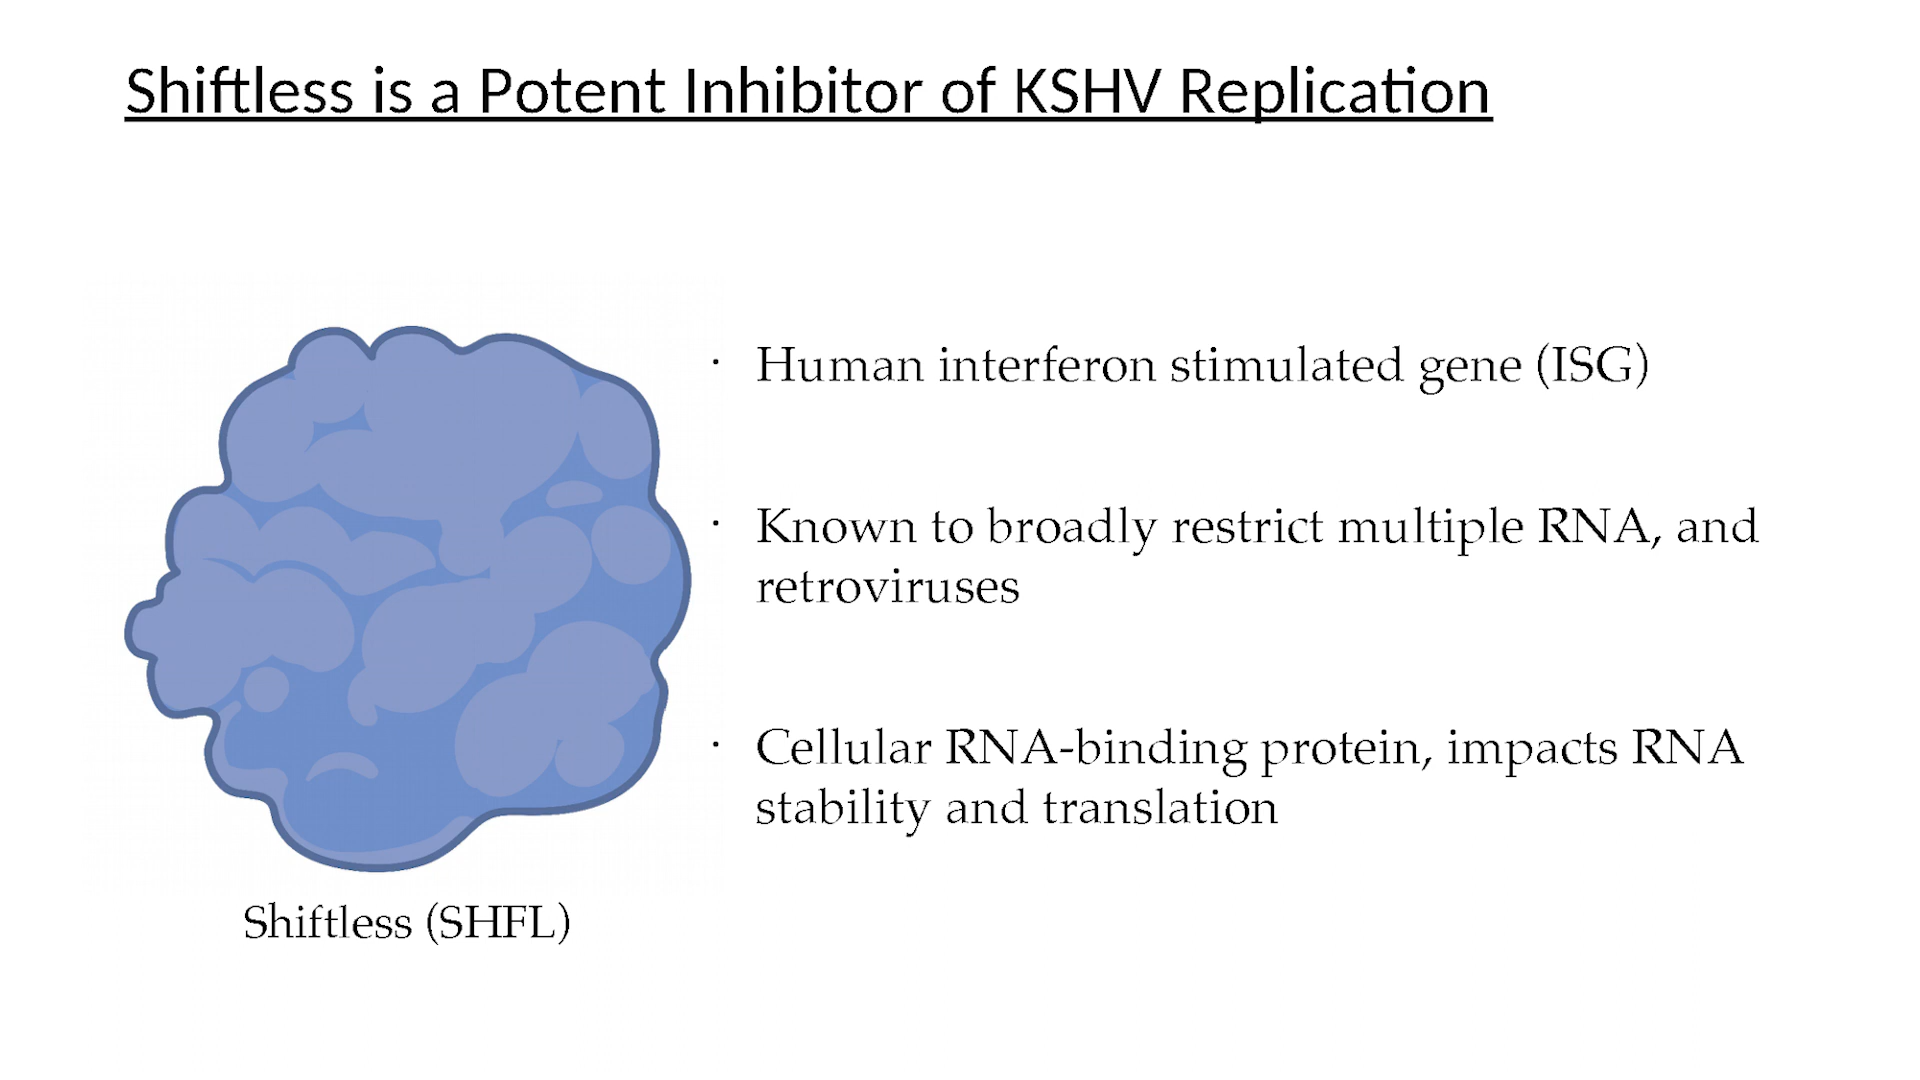 Shiftless is a Potent Inhibitor of KSHV Replication
· Human interferon stimulated gene (ISG)
· Known to broadly restrict multiple RNA, and
retroviruses
· Cellular RNA-binding protein, impacts RNA
stability and translation
Shiftless (SHFL)